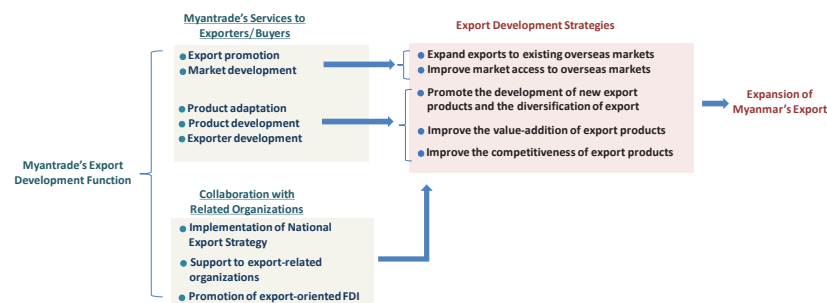 Myantrade's Services to
Exporters/Buyers
Export promotion
Market development
Product adaptation
Product development
Exporter development
Myantrade's Export
Development Function
Collaboration with
Related Organizations
Implementation of National
Export Strategy
Support to export-related
organizations
Promotion of export-oriented FDI
Export Development Strategies
Expand exports to existing overseas markets
Improve market access to overseas markets
Promote the development of new export
products and the diversification of export
Improve the value-addition of export products
Improve the competitiveness of export products
Expansion of
Myanmar's Export